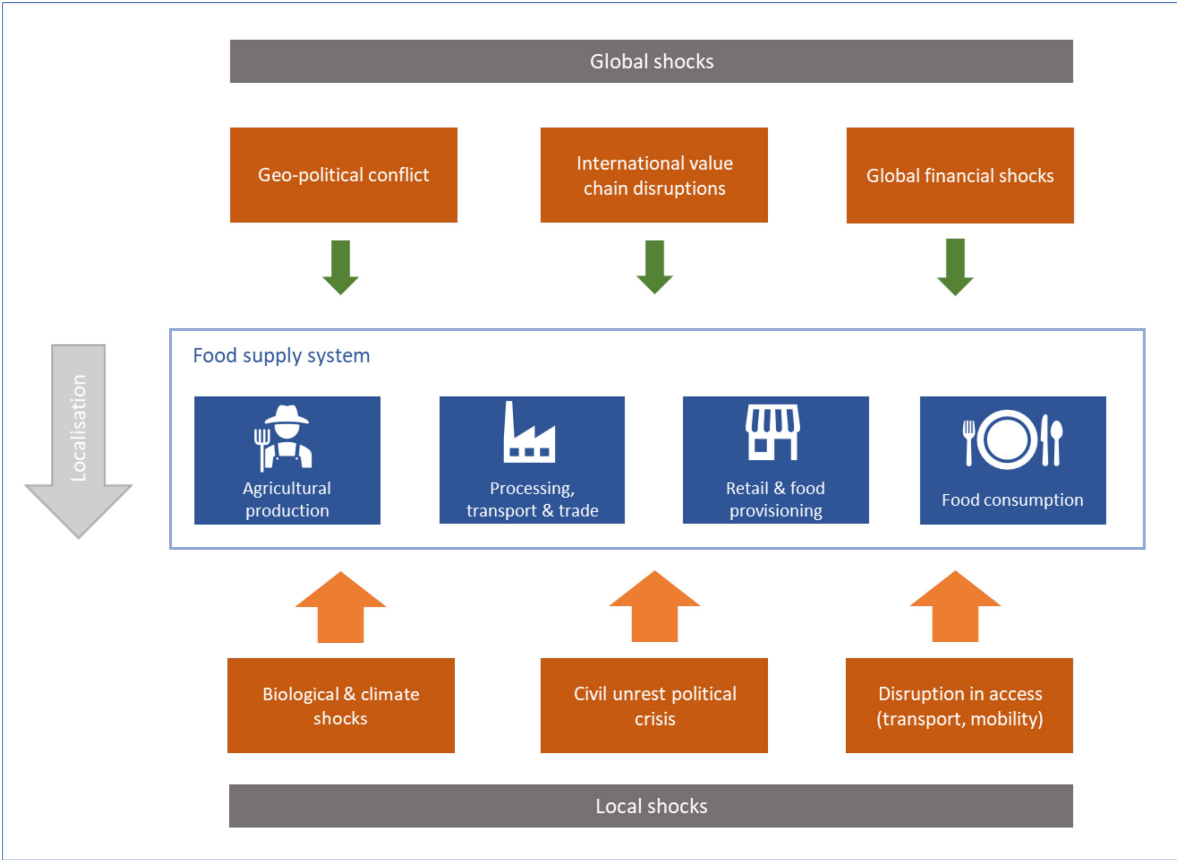 Global shocks
Geo-political conflict
International value
chain disruptions
Global financial shocks
Localisation
Food supply system
Agricultural
production
Processing,
transport & trade
Retail & food
provisioning
Food consumption
Biological & climate
shocks
Civil unrest political
crisis
Disruption in access
(transport, mobility)
Local shocks